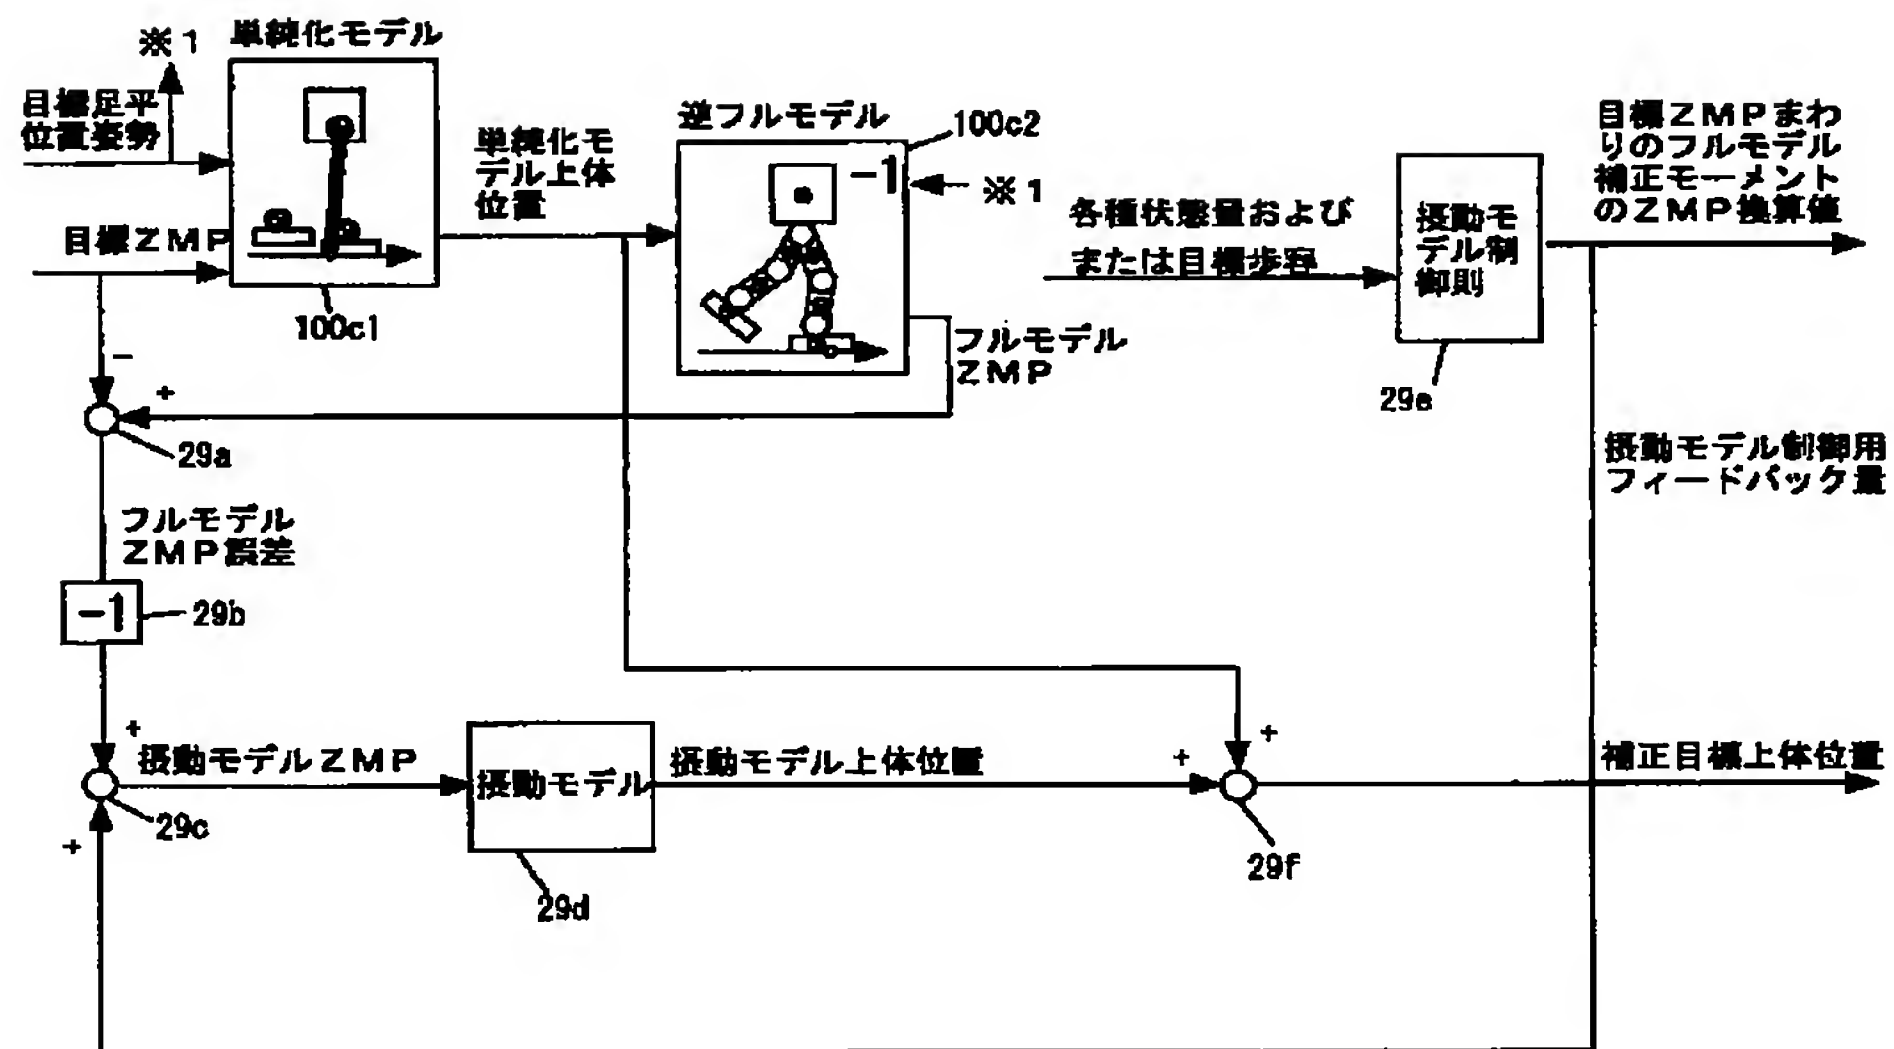 ※1
単純化モデル
目標足平
位置姿勢
目標ZMP
100c1
単純化モ
デル上体
位置
逆フルモデル
100c2
-1
※1
フルモデル
ZMP
各種状態量および
または目標歩容
摂動モ
デル制
御則
29e
目標ZMPまわ
りのフルモデル
補正モーメント
のZMP換算値
-
+
29a
フルモデル
ZMP誤差
-1
29b
摂動モデル制御用
フィードバック量
+
摂動モデルZMP
29c
+
摂動モデル
29d
摂動モデル上体位置
+
+
29f
補正目標上体位置